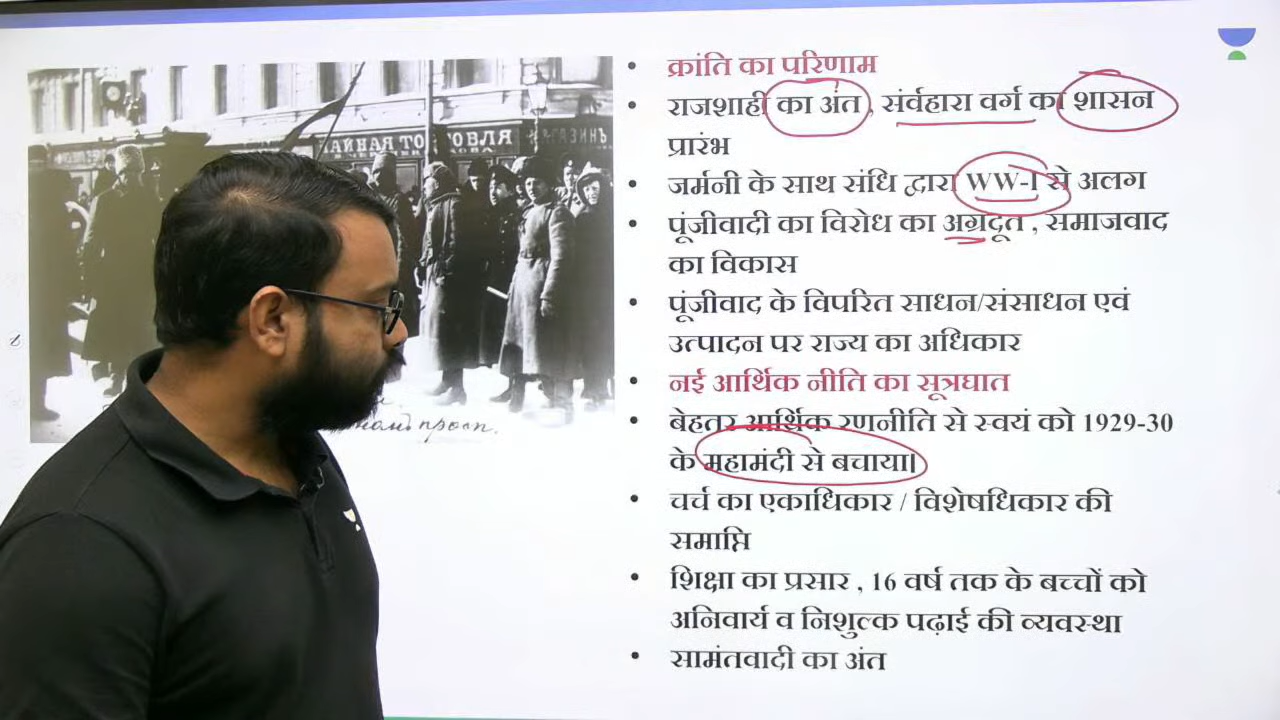 क्रांति का परिणाम
राजशाही का अंत , संर्वहारा वर्ग का शासन
प्रारंभ
जर्मनी के साथ संधि द्वारा WW-I से अलग
पूंजीवादी का विरोध का अग्रदूत , समाजवाद
का विकास
पूंजीवाद के विपरित साधन/संसाधन एवं
उत्पादन पर राज्य का अधिकार
नई आर्थिक नीति का सूत्रघात
बेहतर आर्थिक रणनीति से स्वयं को 1929-30
के महामंदी से बचाया।
चर्च का एकाधिकार / विशेषधिकार की
समाप्ति
शिक्षा का प्रसार , 16 वर्ष तक के बच्चों को
अनिवार्य व निशुल्क पढ़ाई की व्यवस्था
सामंतवादी का अंत